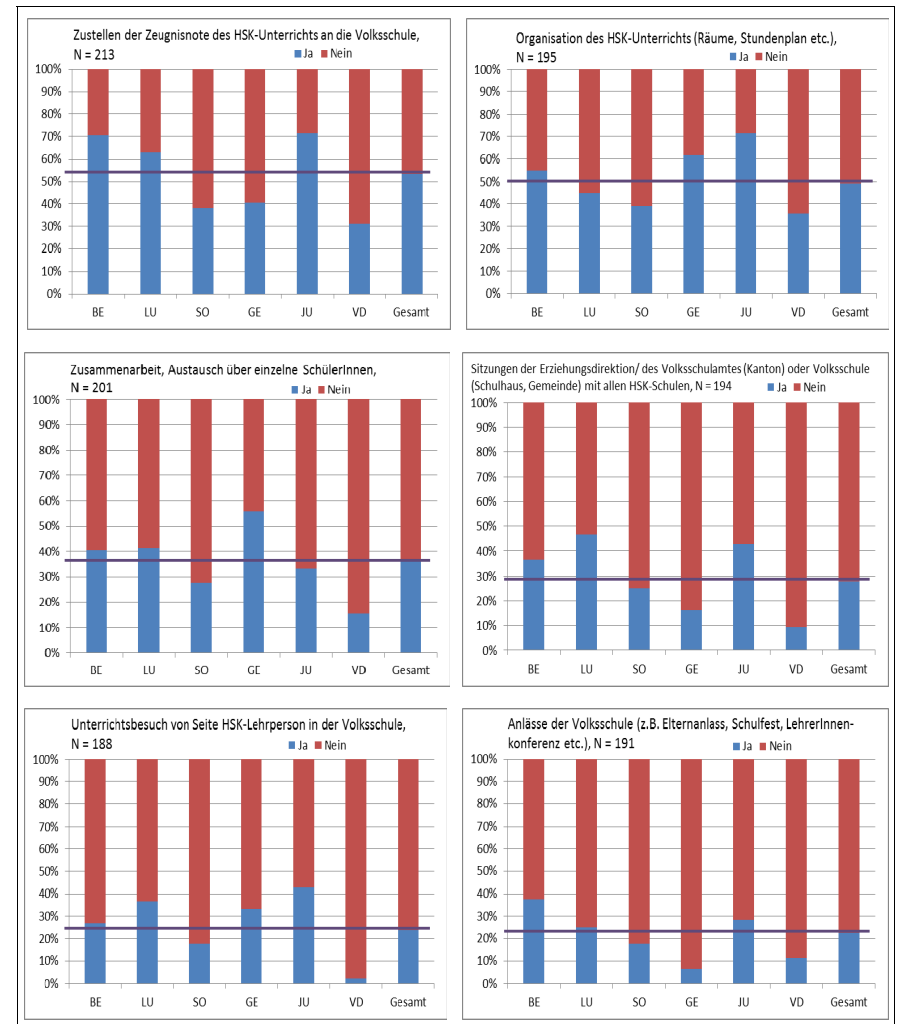 Zustellen der Zeugnisnote des HSK-Unterrichts an die Volksschule,
N = 213
Ja Nein
100%
90%
80%
70%
60%
50%
40%
30%
20%
10%
0%
BE LU SO GE JU VD Gesamt
Organisation des HSK-Unterrichts (Räume, Stundenplan etc.),
N = 195
Ja Nein
100%
90%
80%
70%
60%
50%
40%
30%
20%
10%
0%
BE LU SO GE JU VD Gesamt
Zusammenarbeit, Austausch über einzelne SchülerInnen,
N = 201
Ja Nein
100%
90%
80%
70%
60%
50%
40%
30%
20%
10%
0%
BE LU SO GE JU VD Gesamt
Sitzungen der Erziehungsdirektion/ des Volksschulamtes (Kanton) oder Volksschule
(Schulhaus, Gemeinde) mit allen HSK-Schulen, N = 194
Ja Nein
100%
90%
80%
70%
60%
50%
40%
30%
20%
10%
0%
BE LU SO GE JU VD Gesamt
Unterrichtsbesuch von Seite HSK-Lehrperson in der Volksschule,
N = 188
Ja Nein
100%
90%
80%
70%
60%
50%
40%
30%
20%
10%
0%
BE LU SO GE JU VD Gesamt
Anlässe der Volksschule (z.B. Elternanlass, Schulfest, LehrerInnen-
konferenz etc.), N = 191
Ja Nein
100%
90%
80%
70%
60%
50%
40%
30%
20%
10%
0%
BE LU SO GE JU VD Gesamt